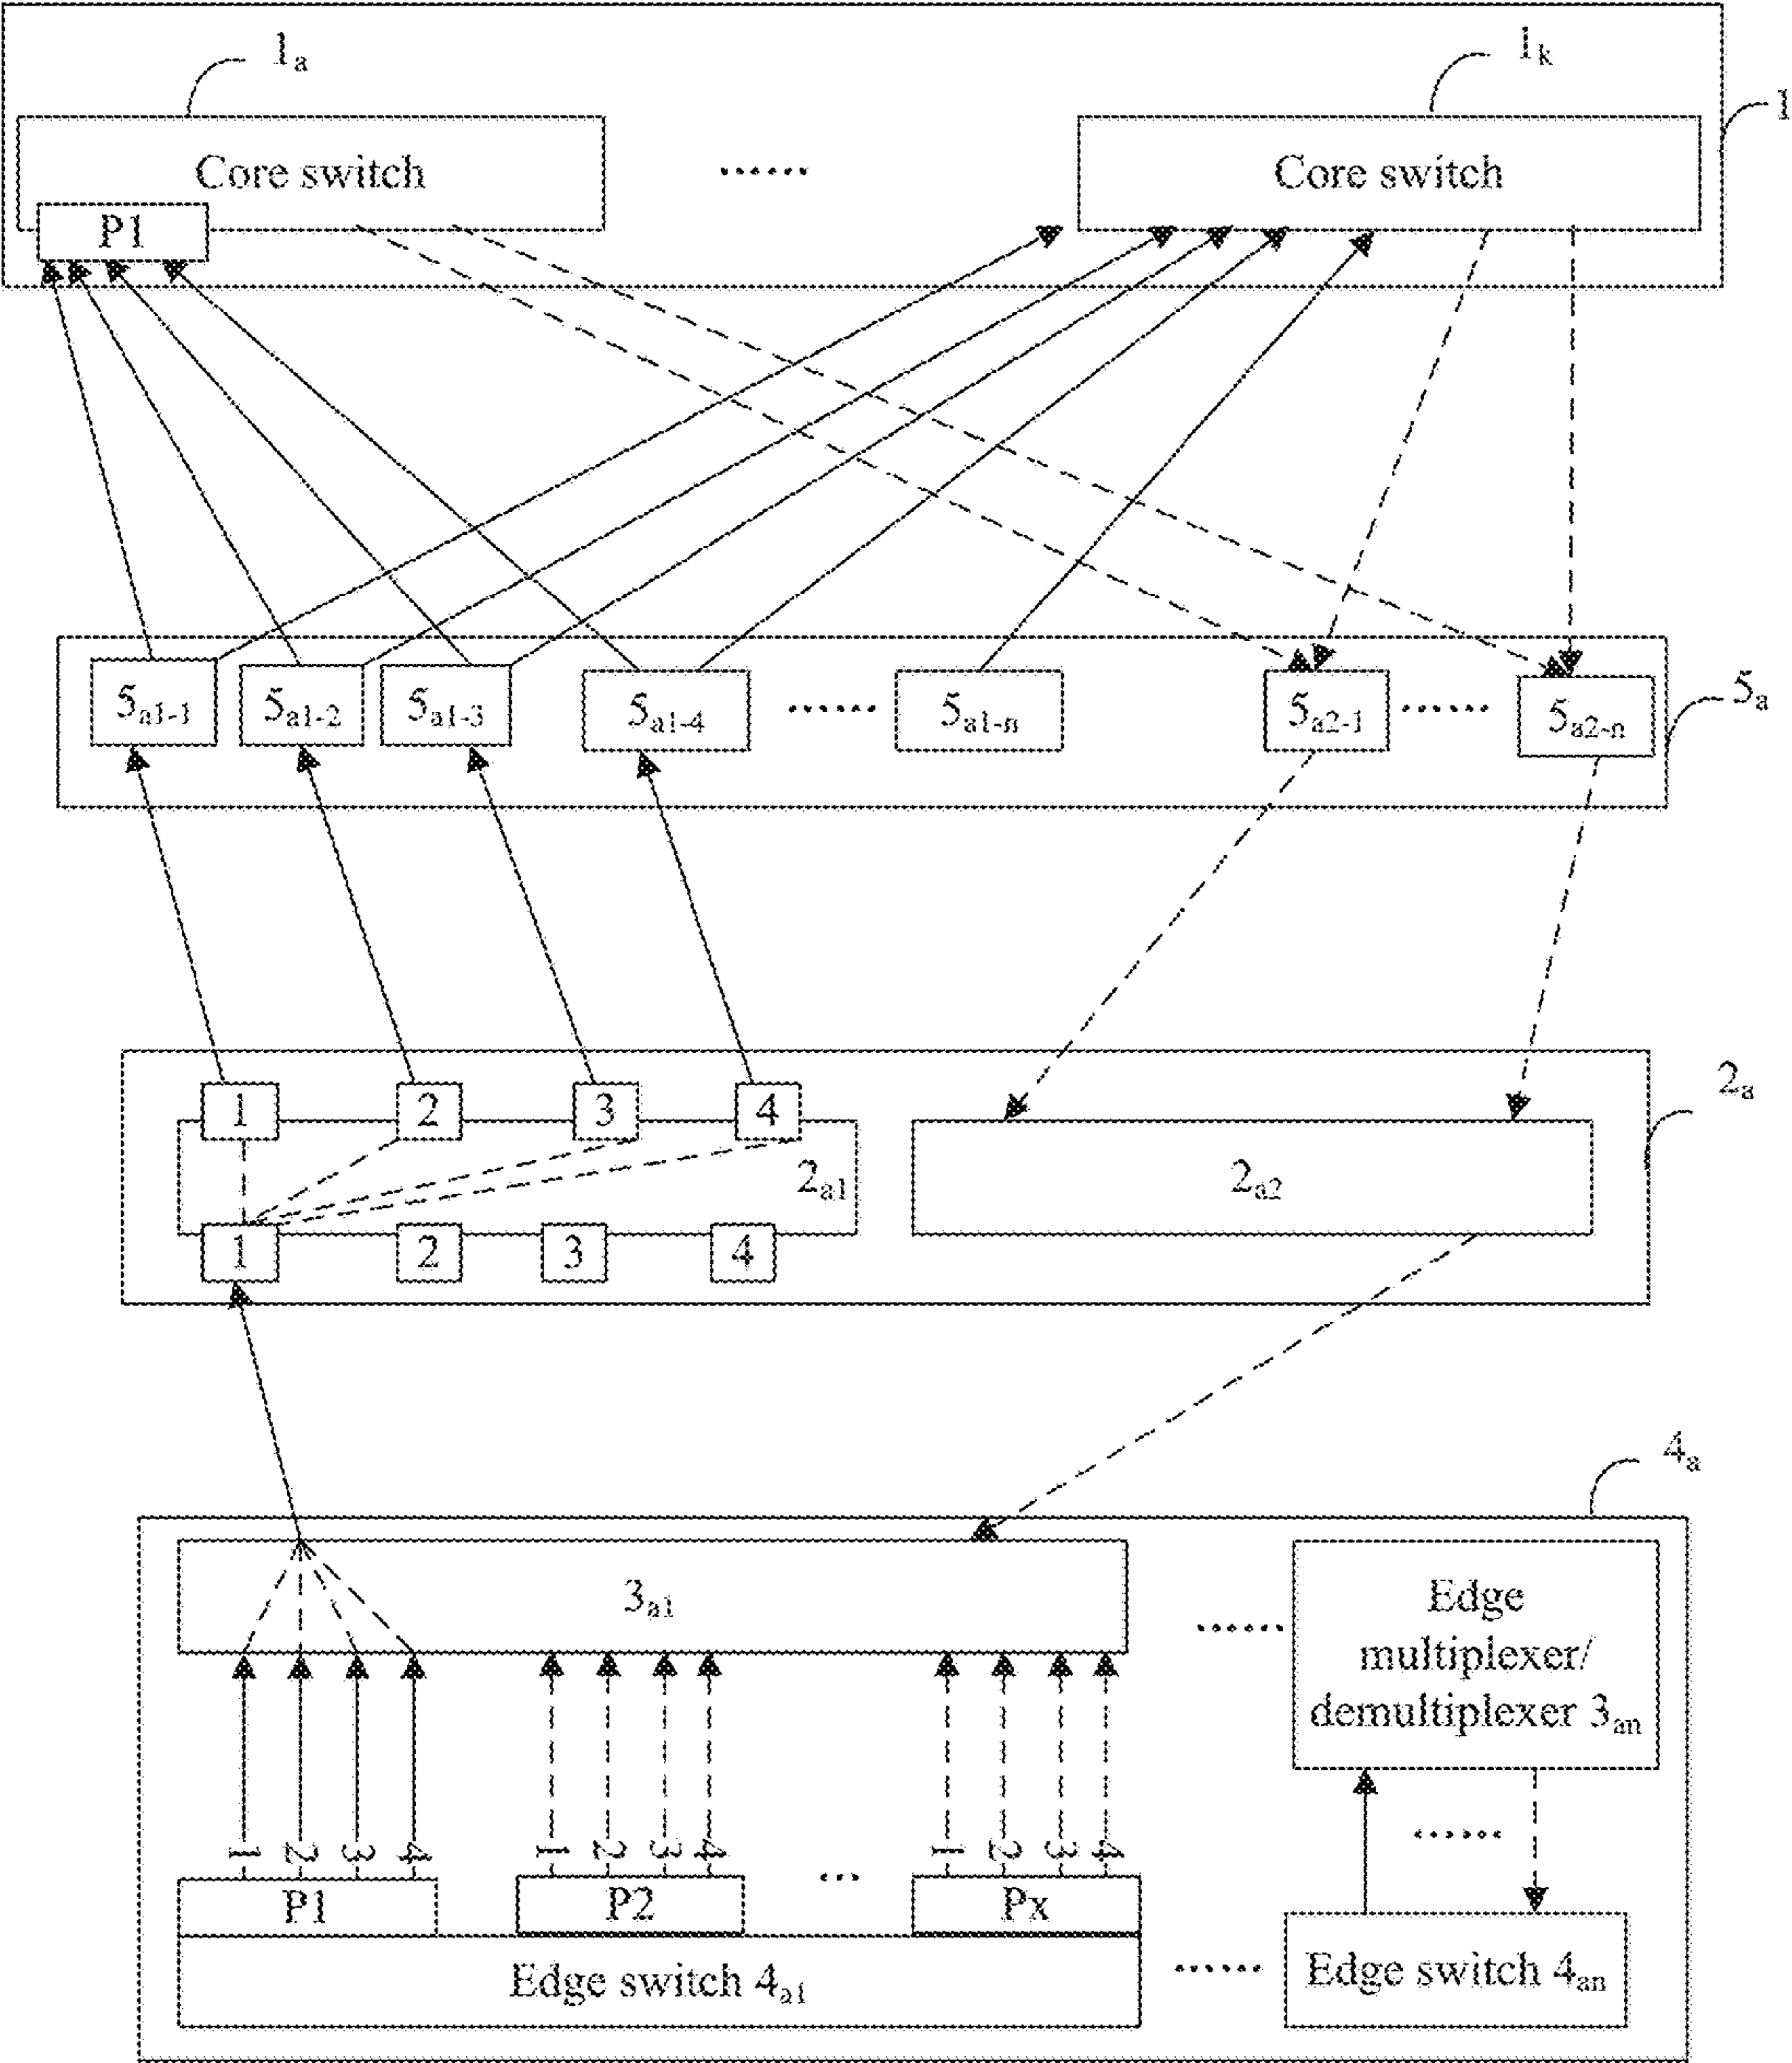 1a
1k
1
Core switch
......
Core switch
P1
5a1-1
5a1-2
5a1-3
5a1-4
......
5a1-n
5a2-1
......
5a2-n
5a
1
2
3
4
2a
2a1
2a2
1
2
3
4
4a
3a1
......
Edge
multiplexer/
demultiplexer 3an
1
2
3
4
1
2
3
4
1
2
3
4
......
P1
P2
...
Px
Edge switch 4a1
......
Edge switch 4an